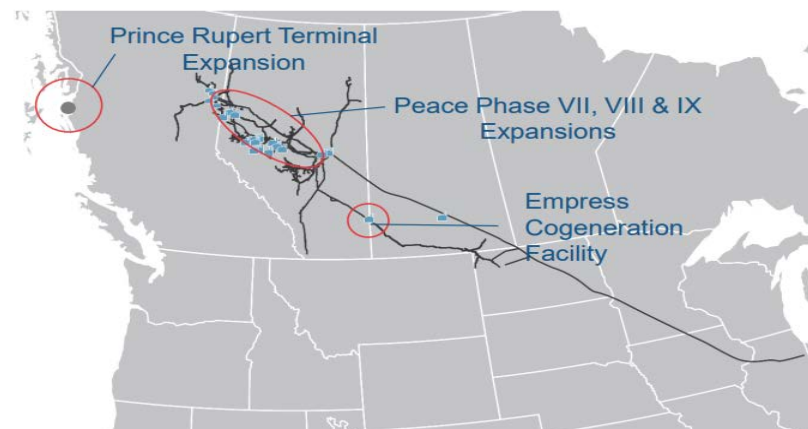 Prince Rupert Terminal
Expansion
Peace Phase VII, VIII & IX
Expansions
Empress
Cogeneration
Facility